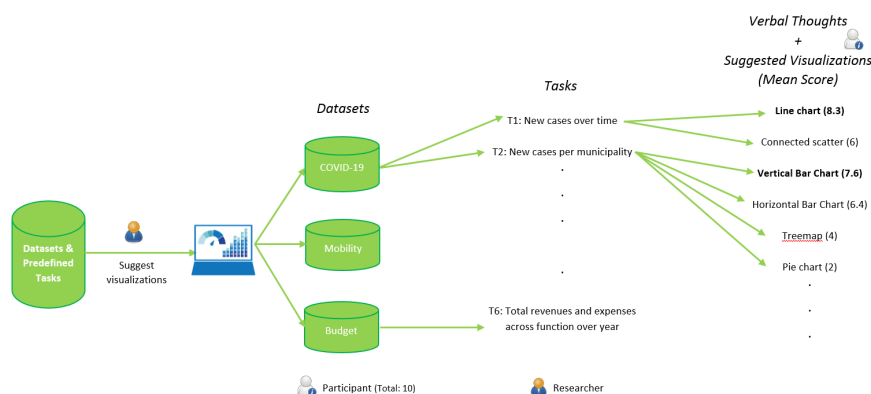 Verbal Thoughts
+
Suggested Visualizations
(Mean Score)
Tasks
Datasets
Line chart (8.3)
T1: New cases over time
Connected scatter (6)
T2: New cases per municipality
COVID-19
Vertical Bar Chart (7.6)
.
.
.
Horizontal Bar Chart (6.4)
Treemap (4)
Datasets &
Predefined
Tasks
Suggest
visualizations
Mobility
Pie chart (2)
.
.
.
.
T6: Total revenues and expenses
across function over year
Budget
Participant (Total: 10)
Researcher